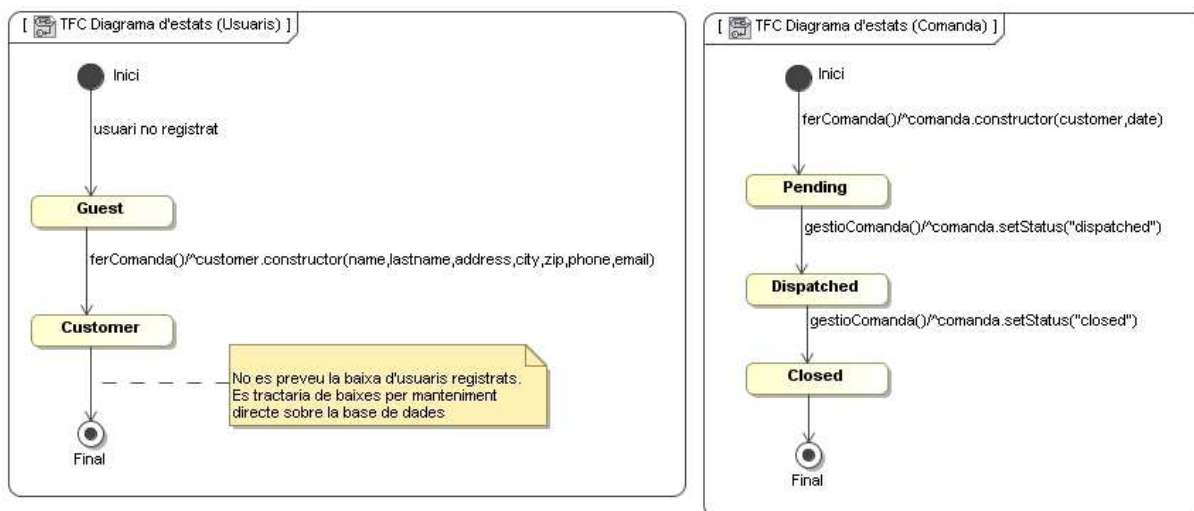 [ TFC Diagrama d'estats (Usuaris) ]
Inici
usuari no registrat
Guest
ferComanda()/^customer.constructor(name,lastname,address,city,zip,phone,email)
Customer
No es preveu la baixa d'usuaris registrats.
Es tractaria de baixes per manteniment
directe sobre la base de dades
Final
[ TFC Diagrama d'estats (Comanda) ]
Inici
ferComanda()/^comanda.constructor(customer,date)
Pending
gestioComanda()/^comanda.setStatus("dispatched")
Dispatched
gestioComanda()/^comanda.setStatus("closed")
Closed
Final